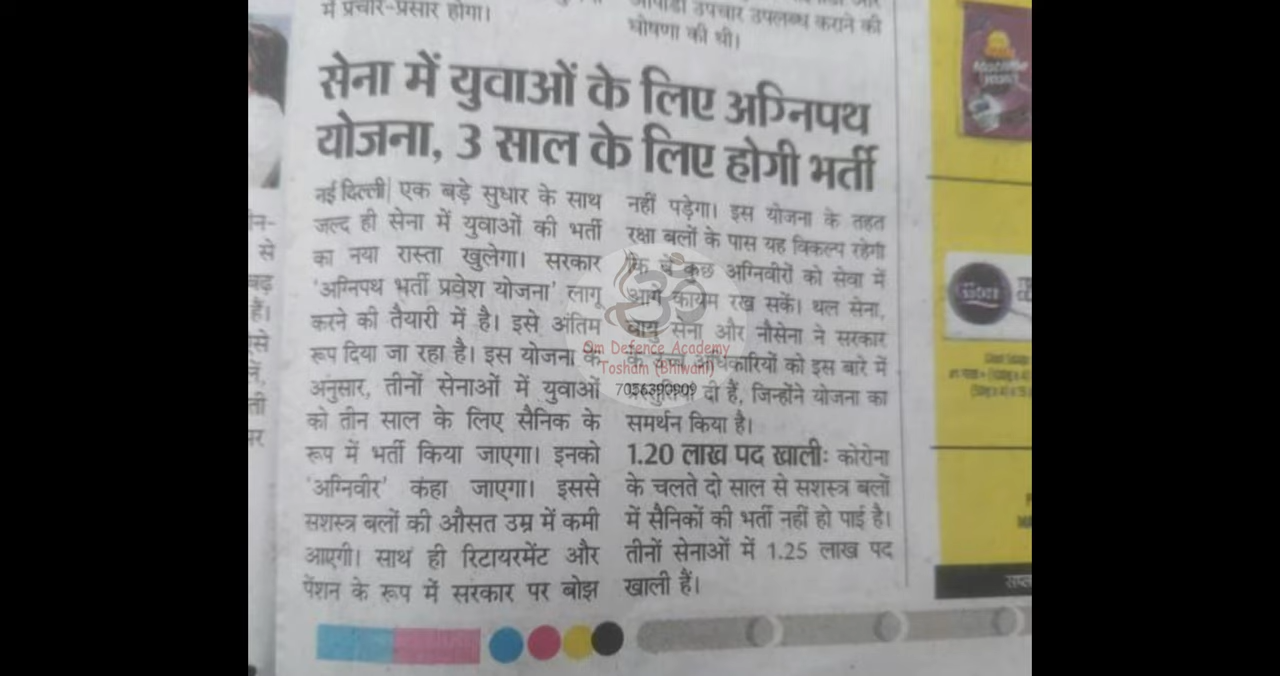 में प्रचार-प्रसार होगा।
उपचार उपलब्ध कराने की
घोषणा की थी।
सेना में युवाओं के लिए अग्निपथ
योजना, 3 साल के लिए होगी भर्ती
नई दिल्ली| एक बड़े सुधार के साथ
जल्द ही सेना में युवाओं की भर्ती
का नया रास्ता खुलेगा। सरकार
'अग्निपथ भर्ती प्रवेश योजना' लागू
करने की तैयारी में है। इसे अंतिम
रूप दिया जा रहा है। इस योजना के
अनुसार, तीनों सेनाओं में युवाओं
को तीन साल के लिए सैनिक के
रूप में भर्ती किया जाएगा। इनको
'अग्निवीर' कहा जाएगा। इससे
सशस्त्र बलों की औसत उम्र में कमी
आएगी। साथ ही रिटायरमेंट और
पेंशन के रूप में सरकार पर बोझ
नहीं पड़ेगा। इस योजना के तहत
रक्षा बलों के पास यह विकल्प रहेगा
कि वे कुछ अग्निवीरों को सेवा में
आगे कायम रख सकें। थल सेना,
वायु सेना और नौसेना ने सरकार
के उच्च अधिकारियों को इस बारे में
दी हैं, जिन्होंने योजना का
समर्थन किया है।
1.20 लाख पद खाली: कोरोना
के चलते दो साल से सशस्त्र बलों
में सैनिकों की भर्ती नहीं हो पाई है।
तीनों सेनाओं में 1.25 लाख पद
खाली हैं।
ॐ
Om Defence Academy
Tosham (Bhiwani)